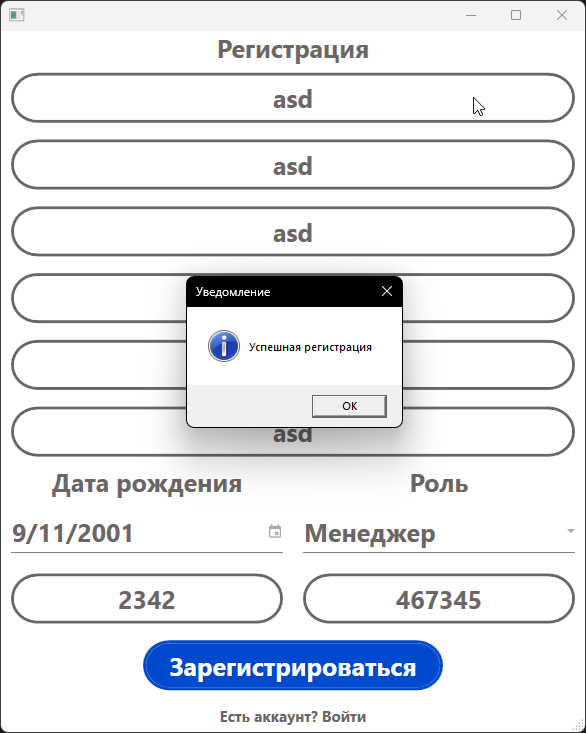 Регистрация
asd
asd
asd
Уведомление
Успешная регистрация
OK
asd
Дата рождения
Роль
9/11/2001
Менеджер
2342
467345
Зарегистрироваться
Есть аккаунт? Войти